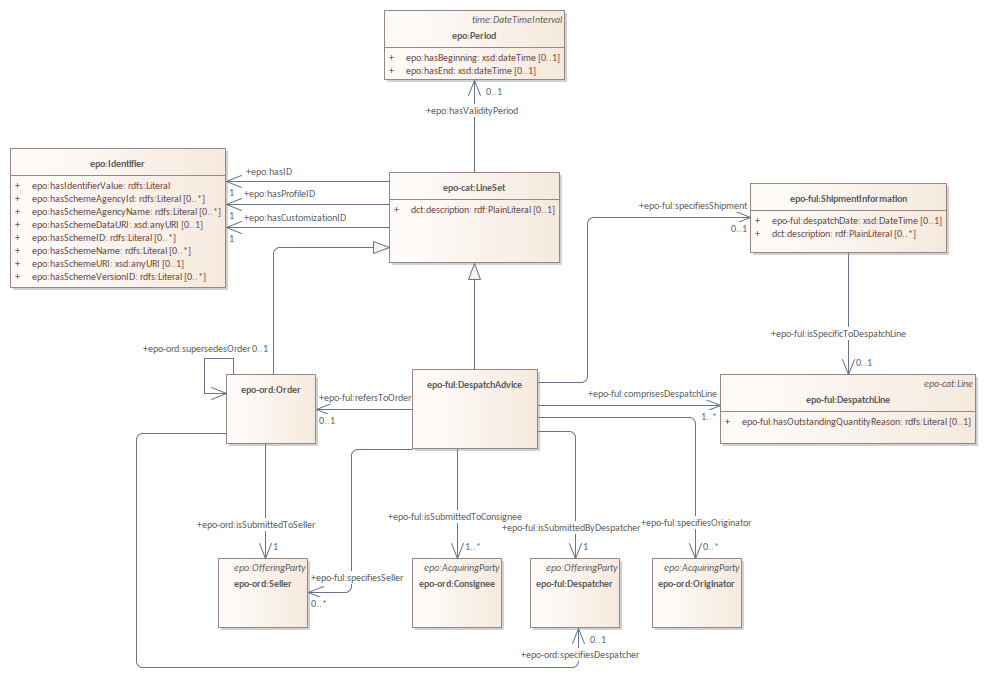 time:DateTimeInterval
epo:Period
+ epo:hasBeginning: xsd:dateTime [0..1]
+ epo:hasEnd: xsd:dateTime [0..1]
0..1
+epo:hasValidityPeriod
epo:Identifier
+ epo:hasIdentifierValue: rdfs:Literal
+ epo:hasSchemeAgencyId: rdfs:Literal [0..*]
+ epo:hasSchemeAgencyName: rdfs:Literal [0..*]
+ epo:hasSchemeDataURI: xsd:anyURI [0..1]
+ epo:hasSchemeID: rdfs:Literal [0..*]
+ epo:hasSchemeName: rdfs:Literal [0..*]
+ epo:hasSchemeURI: xsd:anyURI [0..1]
+ epo:hasSchemeVersionID: rdfs:Literal [0..*]
+epo:hasID
1
+epo:hasProfileID
1
+epo:hasCustomizationID
1
epo-cat:LineSet
+ dct:description: rdf:PlainLiteral [0..1]
+epo-ful:specifiesShipment
0..1
epo-ful:ShipmentInformation
+ epo-ful:despatchDate: xsd:DateTime [0..1]
+ dct:description: rdf:PlainLiteral [0..*]
+epo-ful:isSpecificToDespatchLine
0..1
+epo-ord:supersedesOrder 0..1
epo-ord:Order
+epo-ful:refersToOrder
0..1
epo-ful:DespatchAdvice
+epo-ful:comprisesDespatchLine
1..*
epo-cat:Line
epo-ful:DespatchLine
+ epo-ful:hasOutstandingQuantityReason: rdfs:Literal [0..1]
+epo-ord:isSubmittedToSeller
1
+epo-ful:isSubmittedToConsignee
1..*
+epo-ful:isSubmittedByDespatcher
1
+epo-ful:specifiesOriginator
0..*
epo:OfferingParty
epo-ord:Seller
+epo-ful:specifiesSeller
0..*
epo:AcquiringParty
epo-ord:Consignee
epo:OfferingParty
epo-ful:Despatcher
epo:AcquiringParty
epo-ord:Originator
0..1
+epo-ord:specifiesDespatcher